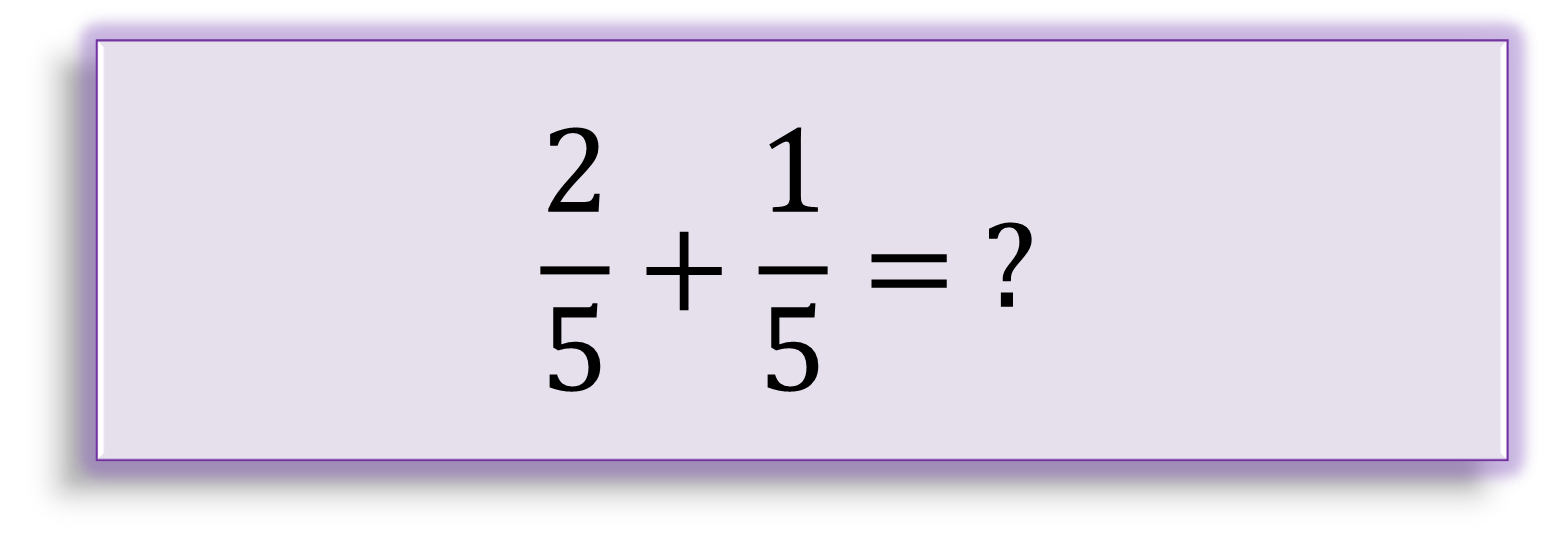 2/5 + 1/5 = ?